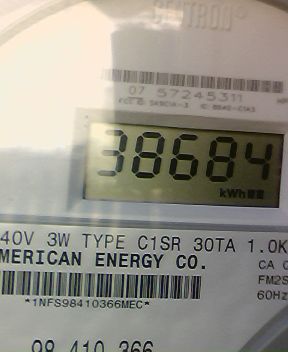 CENTRON®
07 57245311
38684
kWh
40V 3W TYPE C1SR 30TA 1.0K
MERICAN ENERGY CO.
CA 0
FM2S
60Hz
*1NFS98410366MEC*
98 410 366